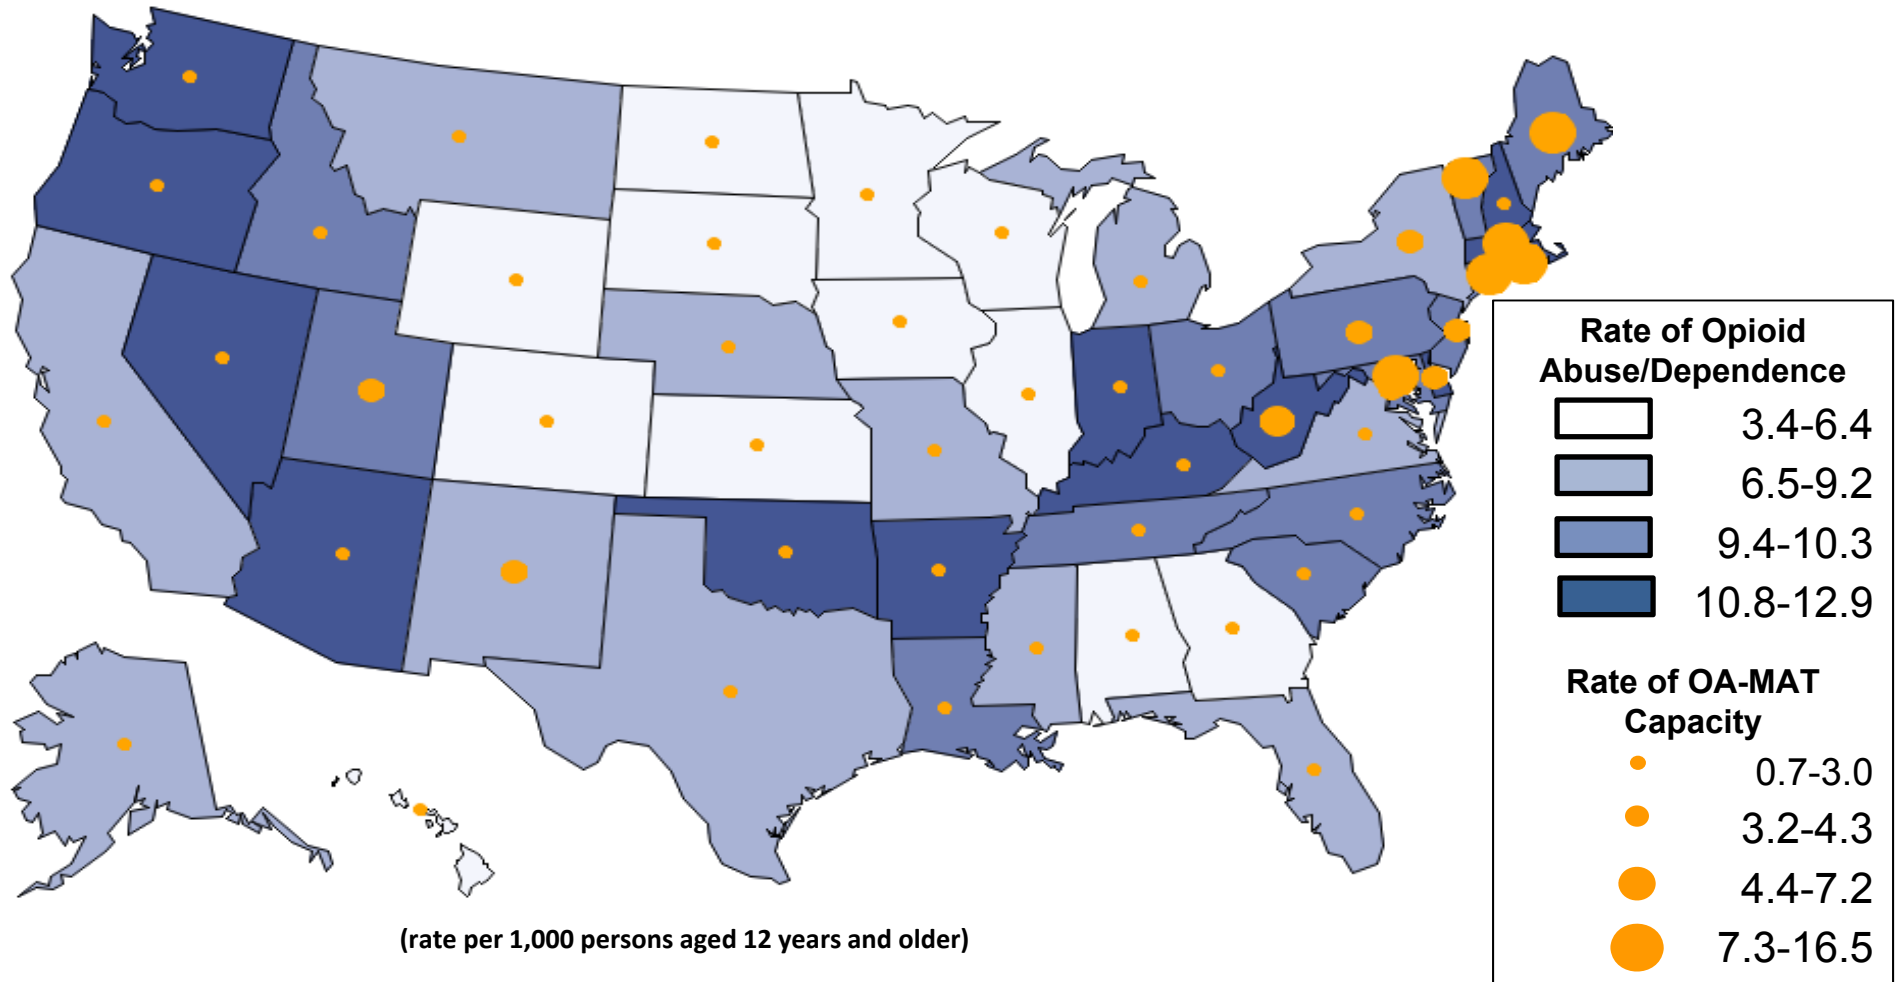 Rate of Opioid
Abuse/Dependence
3.4-6.4
6.5-9.2
9.4-10.3
10.8-12.9
Rate of OA-MAT
Capacity
0.7-3.0
3.2-4.3
4.4-7.2
7.3-16.5
(rate per 1,000 persons aged 12 years and older)